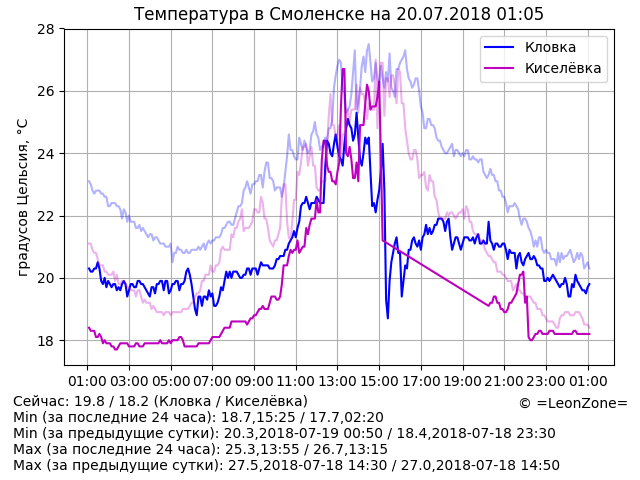 Температура в Смоленске на 20.07.2018 01:05
28
26
24
22
20
18
градусов Цельсия, °C
Кловка
Киселёвка
01:00 03:00 05:00 07:00 09:00 11:00 13:00 15:00 17:00 19:00 21:00 23:00 01:00
Сейчас: 19.8 / 18.2 (Кловка / Киселёвка)
© =LeonZone=
Min (за последние 24 часа): 18.7,15:25 / 17.7,02:20
Min (за предыдущие сутки): 20.3,2018-07-19 00:50 / 18.4,2018-07-18 23:30
Max (за последние 24 часа): 25.3,13:55 / 26.7,13:15
Max (за предыдущие сутки): 27.5,2018-07-18 14:30 / 27.0,2018-07-18 14:50